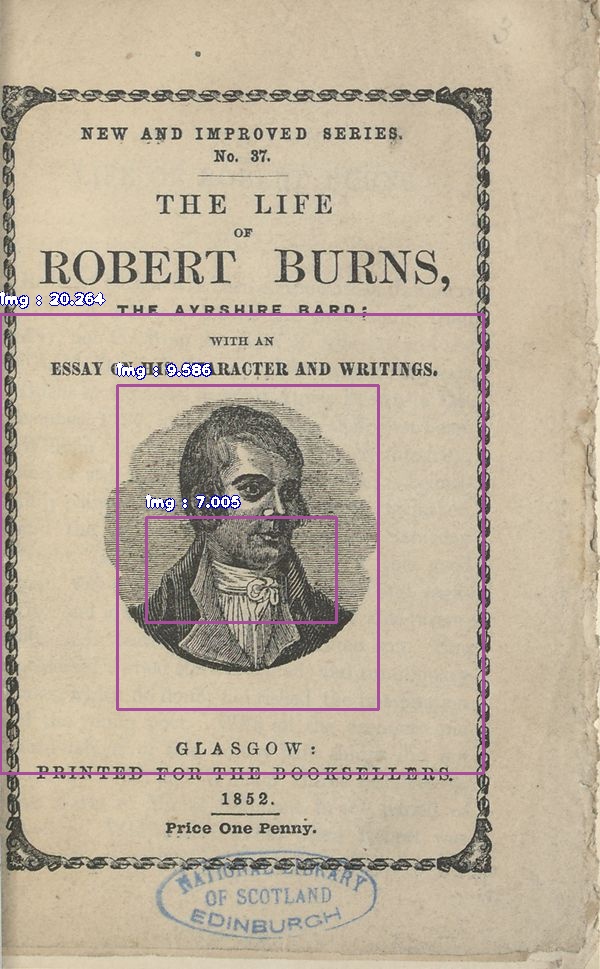 NEW AND IMPROVED SERIES.
No. 37.
THE LIFE
OF
ROBERT BURNS,
Img : 20.264
THE AYRSHIRE BARD;
WITH AN
ESSAY ON HIS CHARACTER AND WRITINGS.
Img : 9.586
Img : 7.005
GLASGOW:
PRINTED FOR THE BOOKSELLERS.
1852.
Price One Penny.
NATIONAL LIBRARY
OF SCOTLAND
EDINBURGH